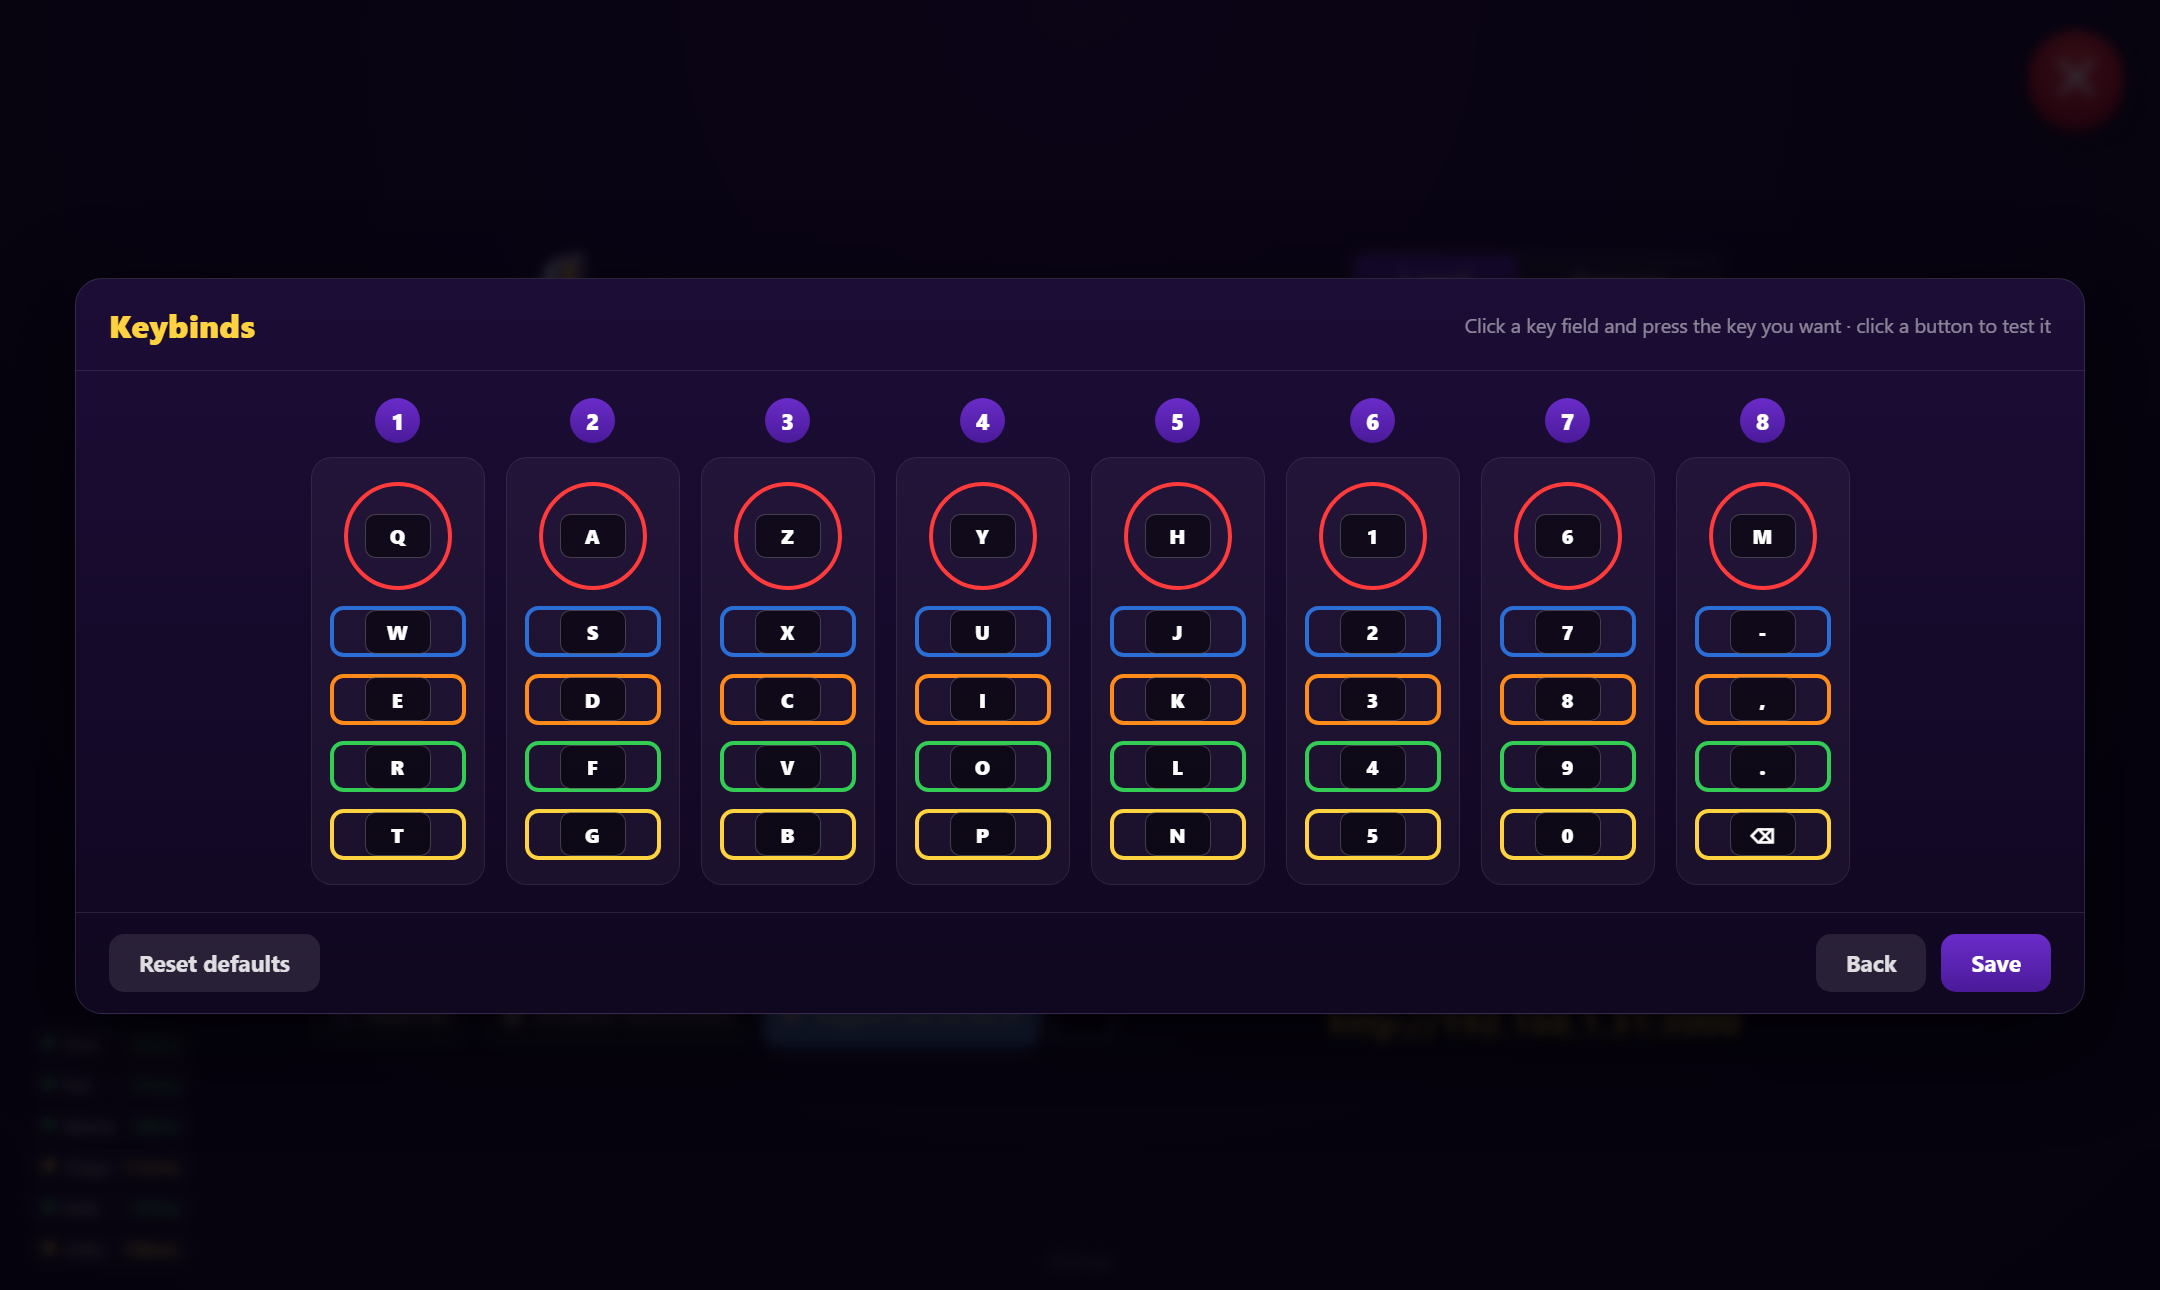 Keybinds
Click a key field and press the key you want · click a button to test it
1 2 3 4 5 6 7 8
Q A Z Y H 1 6 M
W S X U J 2 7 -
E D C I K 3 8 ,
R F V O L 4 9 .
T G B P N 5 0 ⌫
Reset defaults
Back
Save